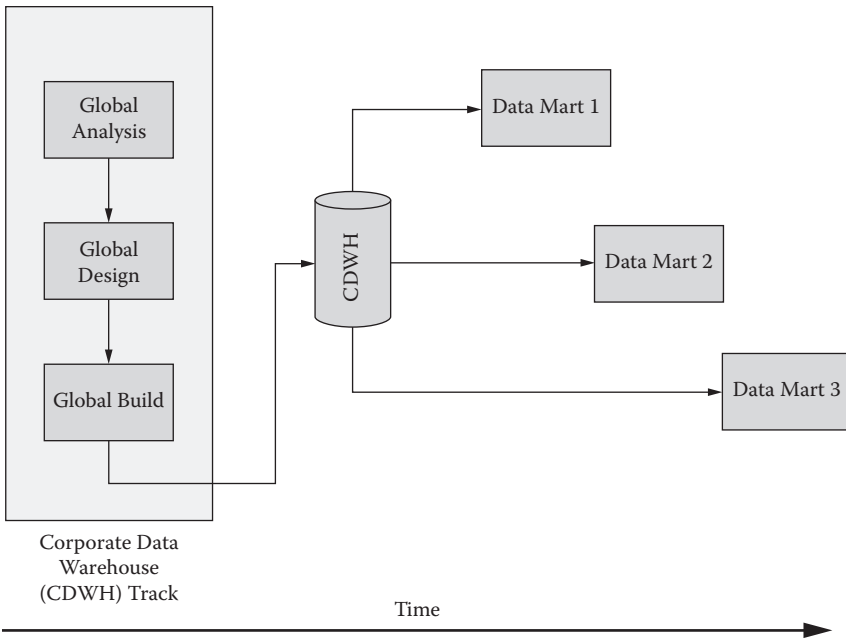 Global
Analysis
Global
Design
Global Build
Corporate Data
Warehouse
(CDWH) Track
CDWH
Data Mart 1
Data Mart 2
Data Mart 3
Time